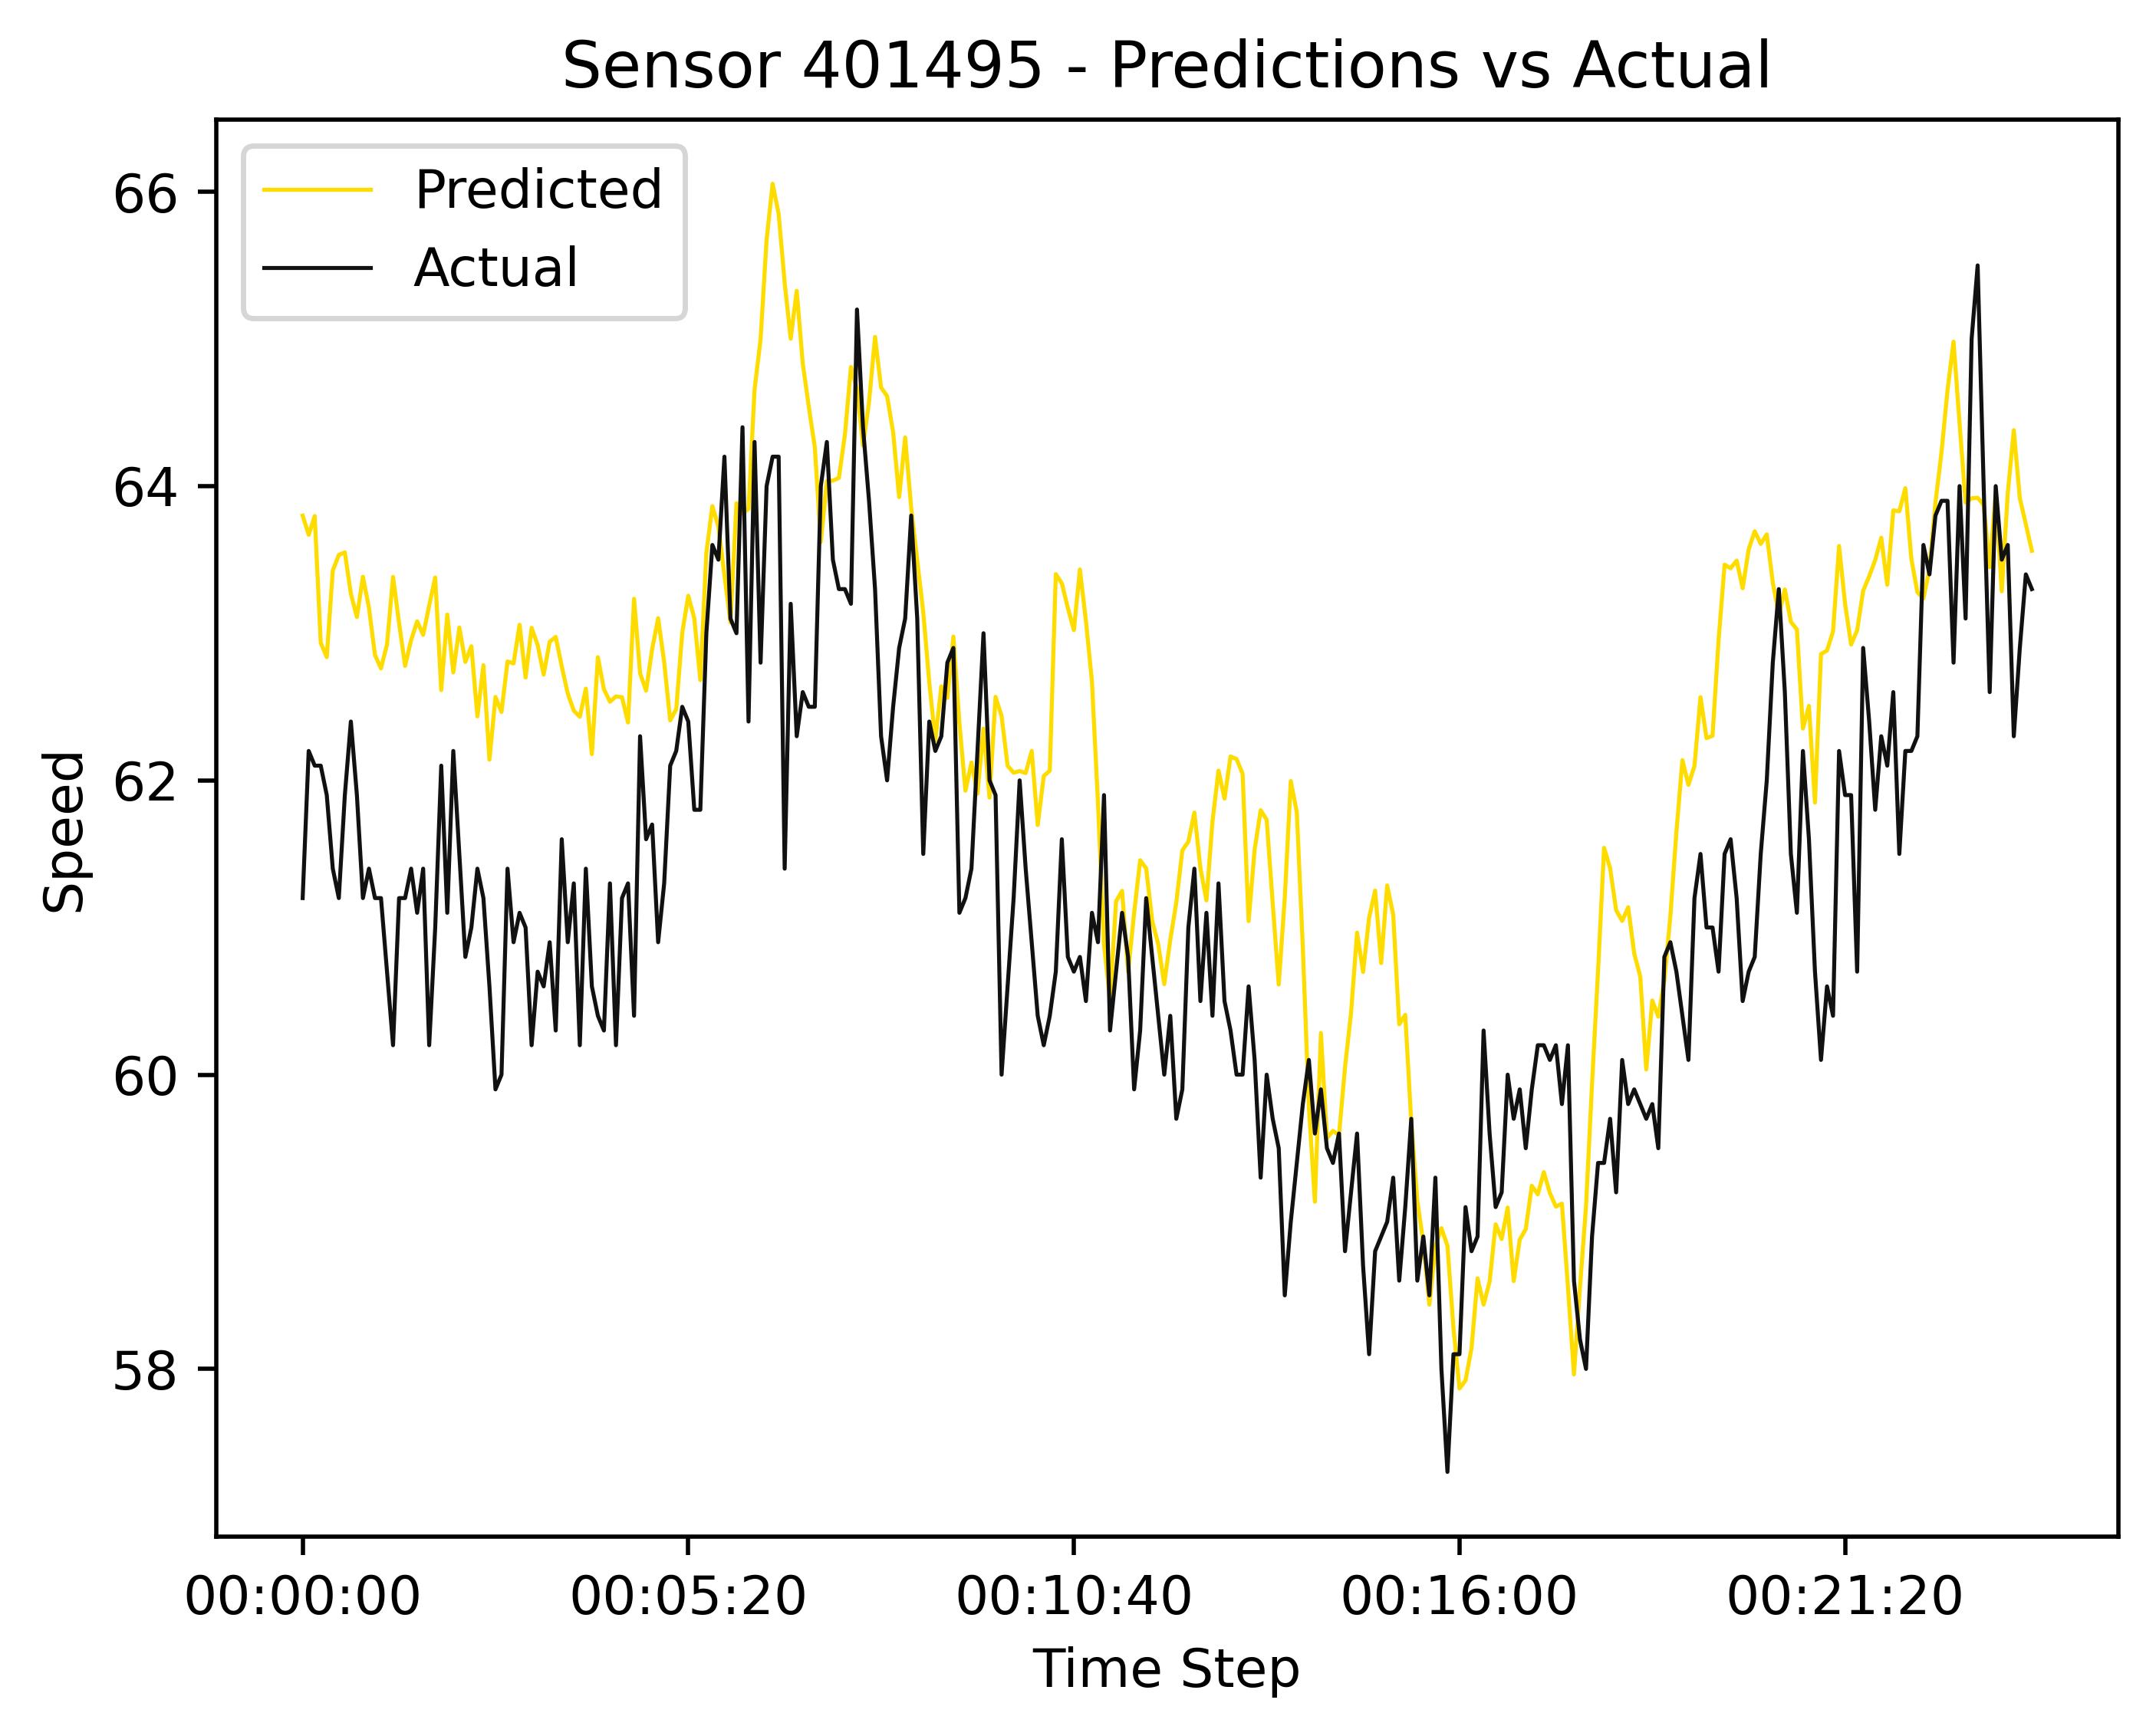 Sensor 401495 - Predictions vs Actual
Predicted
Actual
66
64
62
60
58
Speed
00:00:00 00:05:20 00:10:40 00:16:00 00:21:20
Time Step